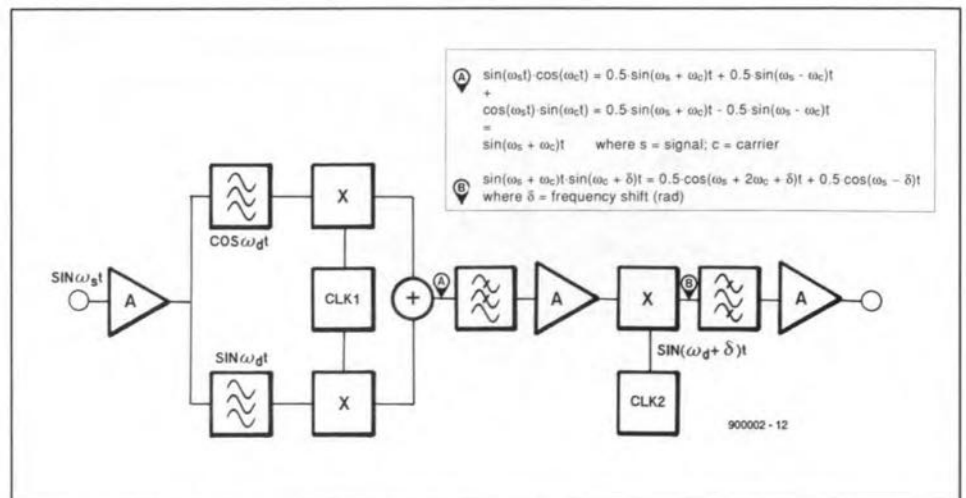 A sin(ωst)·cos(ωct) = 0.5·sin(ωs + ωc)t + 0.5·sin(ωs - ωc)t
+
cos(ωst)·sin(ωct) = 0.5·sin(ωs + ωc)t - 0.5·sin(ωs - ωc)t
=
sin(ωs + ωc)t where s = signal; c = carrier
B sin(ωs + ωc)t·sin(ωc + δ)t = 0.5·cos(ωs + 2ωc + δ)t + 0.5·cos(ωs - δ)t
where δ = frequency shift (rad)
X
COSωdt
SINωst
A
CLK1
+
A
A
X
B
A
SINωdt
SIN(ωd + δ)t
X
CLK2
900002 - 12